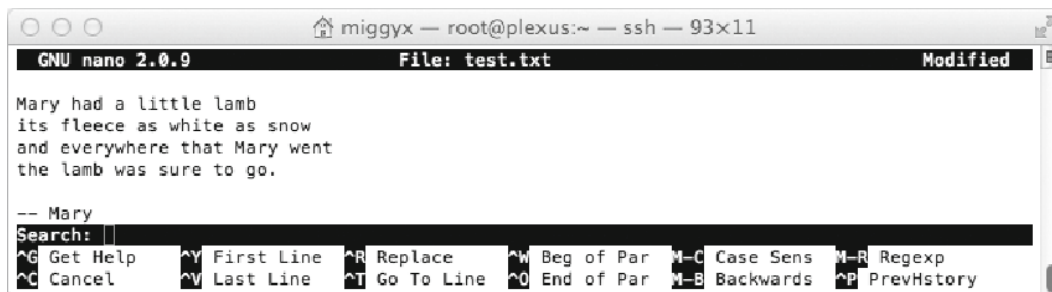 miggyx — root@plexus:~ — ssh — 93×11
GNU nano 2.0.9 File: test.txt Modified
Mary had a little lamb
its fleece as white as snow
and everywhere that Mary went
the lamb was sure to go.
-- Mary
Search:
^G Get Help ^Y First Line ^R Replace ^W Beg of Par M-C Case Sens M-R Regexp
^C Cancel ^V Last Line ^T Go To Line ^O End of Par M-B Backwards ^P PrevHstory